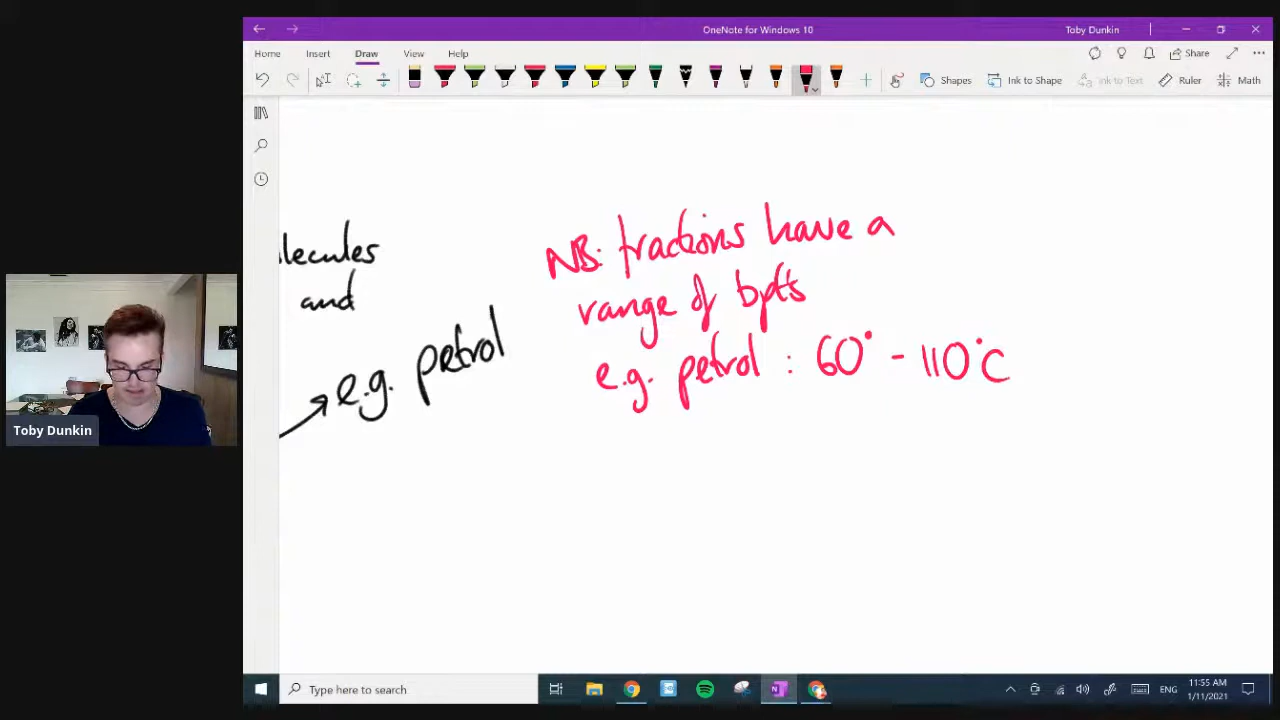 OneNote for Windows 10
Toby Dunkin
Home
Insert
Draw
View
Help
Share
Shapes
Ink to Shape
Ink to Text
Ruler
Math
lecules
and
e.g. petrol
NB: fractions have a
range of bpts
e.g. petrol : 60° - 110°C
Toby Dunkin
Type here to search
ENG
11:55 AM
1/11/2021